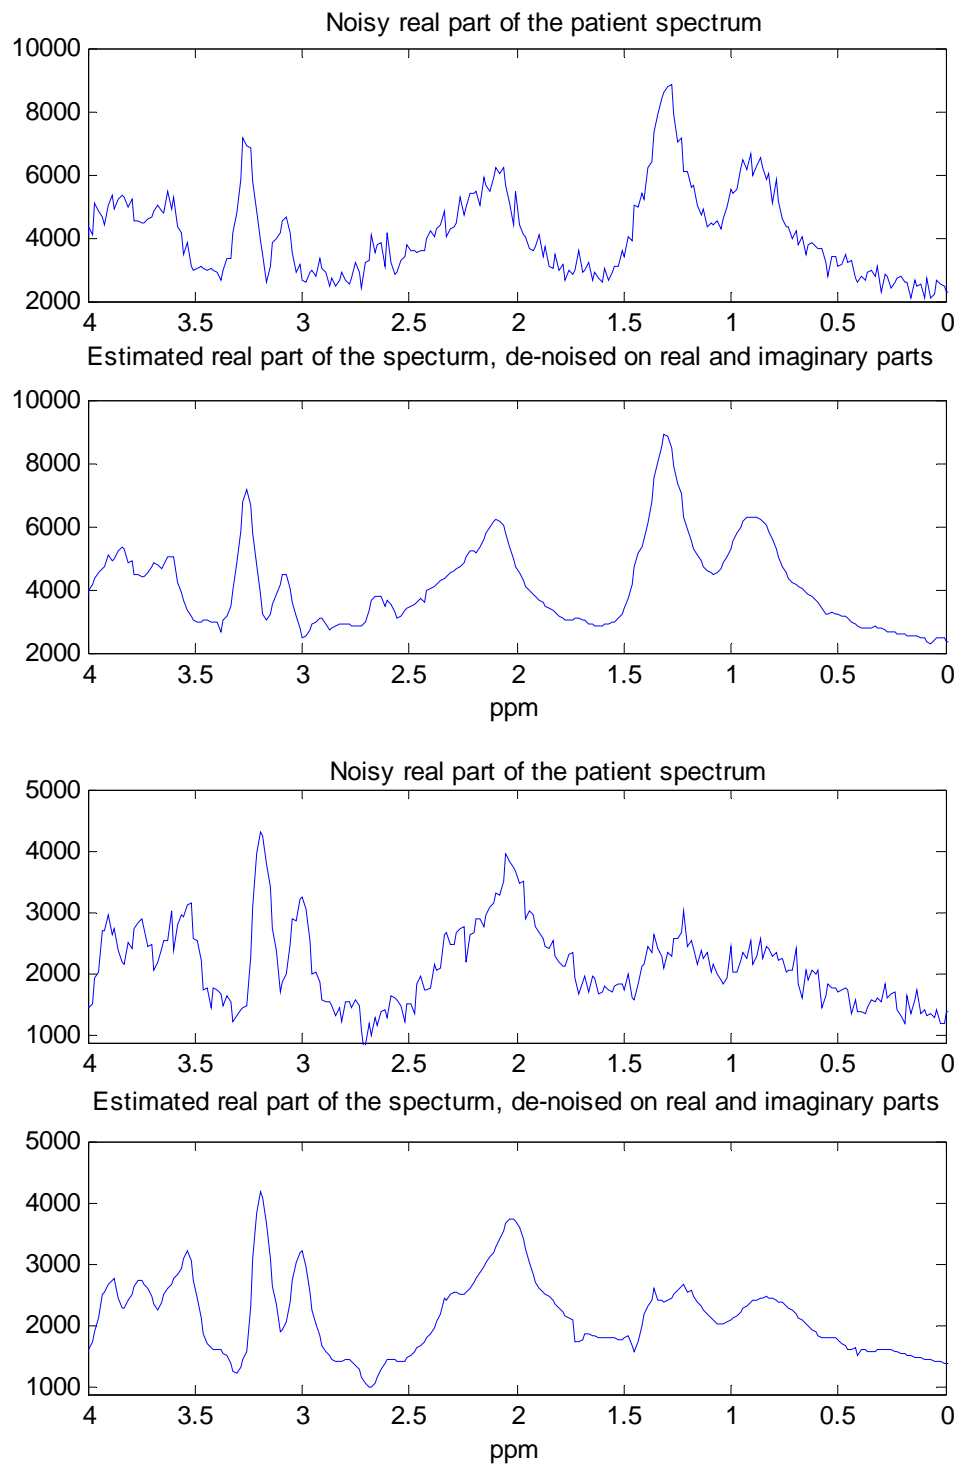 Noisy real part of the patient spectrum
10000
8000
6000
4000
2000
4 3.5 3 2.5 2 1.5 1 0.5 0
Estimated real part of the specturm, de-noised on real and imaginary parts
10000
8000
6000
4000
2000
4 3.5 3 2.5 2 1.5 1 0.5 0
ppm
Noisy real part of the patient spectrum
5000
4000
3000
2000
1000
4 3.5 3 2.5 2 1.5 1 0.5 0
Estimated real part of the specturm, de-noised on real and imaginary parts
5000
4000
3000
2000
1000
4 3.5 3 2.5 2 1.5 1 0.5 0
ppm